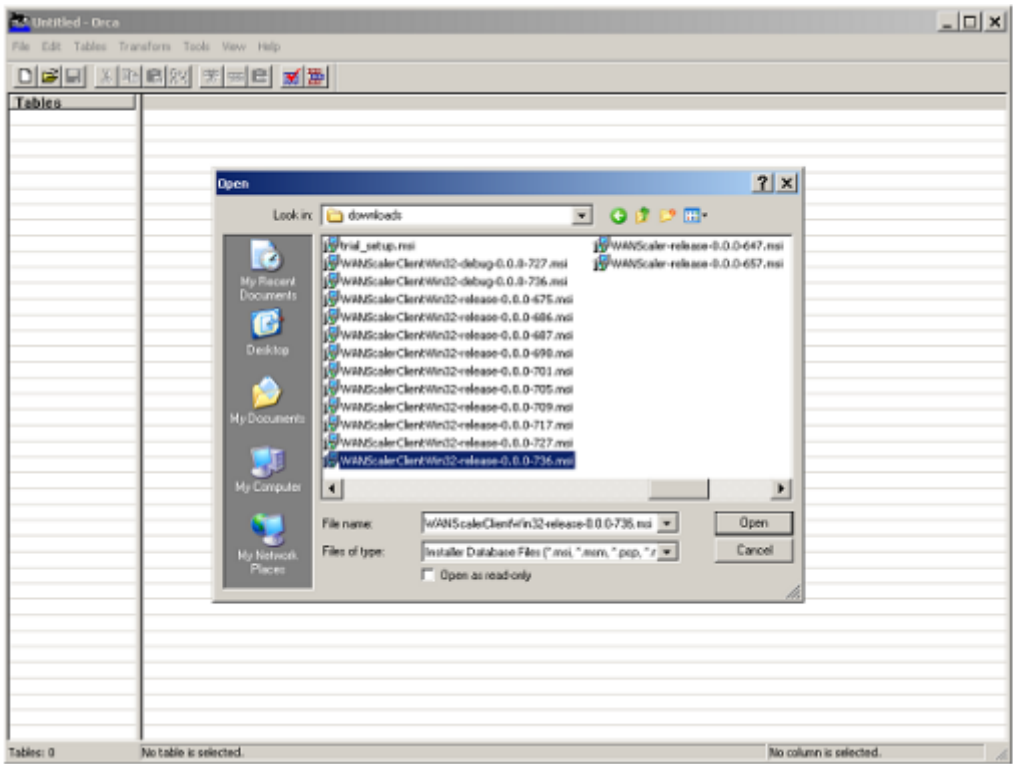 Untitled - Orca
File Edit Tables Transform Tools View Help
Tables
Open
Look in: downloads
My Recent Documents
Desktop
My Documents
My Computer
My Network Places
trial_setup.msi
WANScalerClientWin32-debug-0.0.0-727.msi
WANScalerClientWin32-debug-0.0.0-736.msi
WANScalerClientWin32-release-0.0.0-675.msi
WANScalerClientWin32-release-0.0.0-686.msi
WANScalerClientWin32-release-0.0.0-687.msi
WANScalerClientWin32-release-0.0.0-698.msi
WANScalerClientWin32-release-0.0.0-701.msi
WANScalerClientWin32-release-0.0.0-705.msi
WANScalerClientWin32-release-0.0.0-709.msi
WANScalerClientWin32-release-0.0.0-717.msi
WANScalerClientWin32-release-0.0.0-727.msi
WANScalerClientWin32-release-0.0.0-736.msi
WANScaler-release-0.0.0-647.msi
WANScaler-release-0.0.0-657.msi
File name: WANScalerClientWin32-release-0.0.0-736.msi Open
Files of type: Installer Database Files (*.msi, *.msm, *.pcp, *.r Cancel
Open as read-only
Tables: 0 No table is selected. No column is selected.